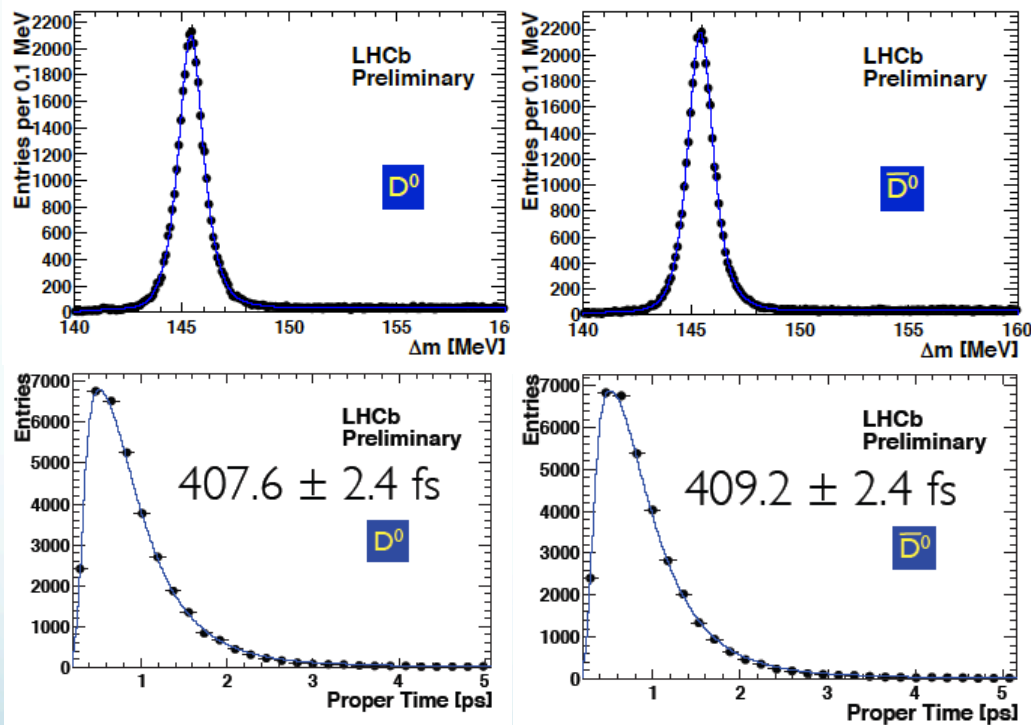 Entries per 0.1 MeV
2200
2000
1800
1600
1400
1200
1000
800
600
400
200
0
LHCb
Preliminary
D⁰
140
145
150
155
16
Δm [MeV]
Entries per 0.1 MeV
2200
2000
1800
1600
1400
1200
1000
800
600
400
200
0
LHCb
Preliminary
D̅⁰
140
145
150
155
160
Δm [MeV]
Entries
7000
6000
5000
4000
3000
2000
1000
0
LHCb
Preliminary
407.6 ± 2.4 fs
D⁰
1
2
3
4
5
Proper Time [ps]
Entries
7000
6000
5000
4000
3000
2000
1000
0
LHCb
Preliminary
409.2 ± 2.4 fs
D̅⁰
1
2
3
4
5
Proper Time [ps]